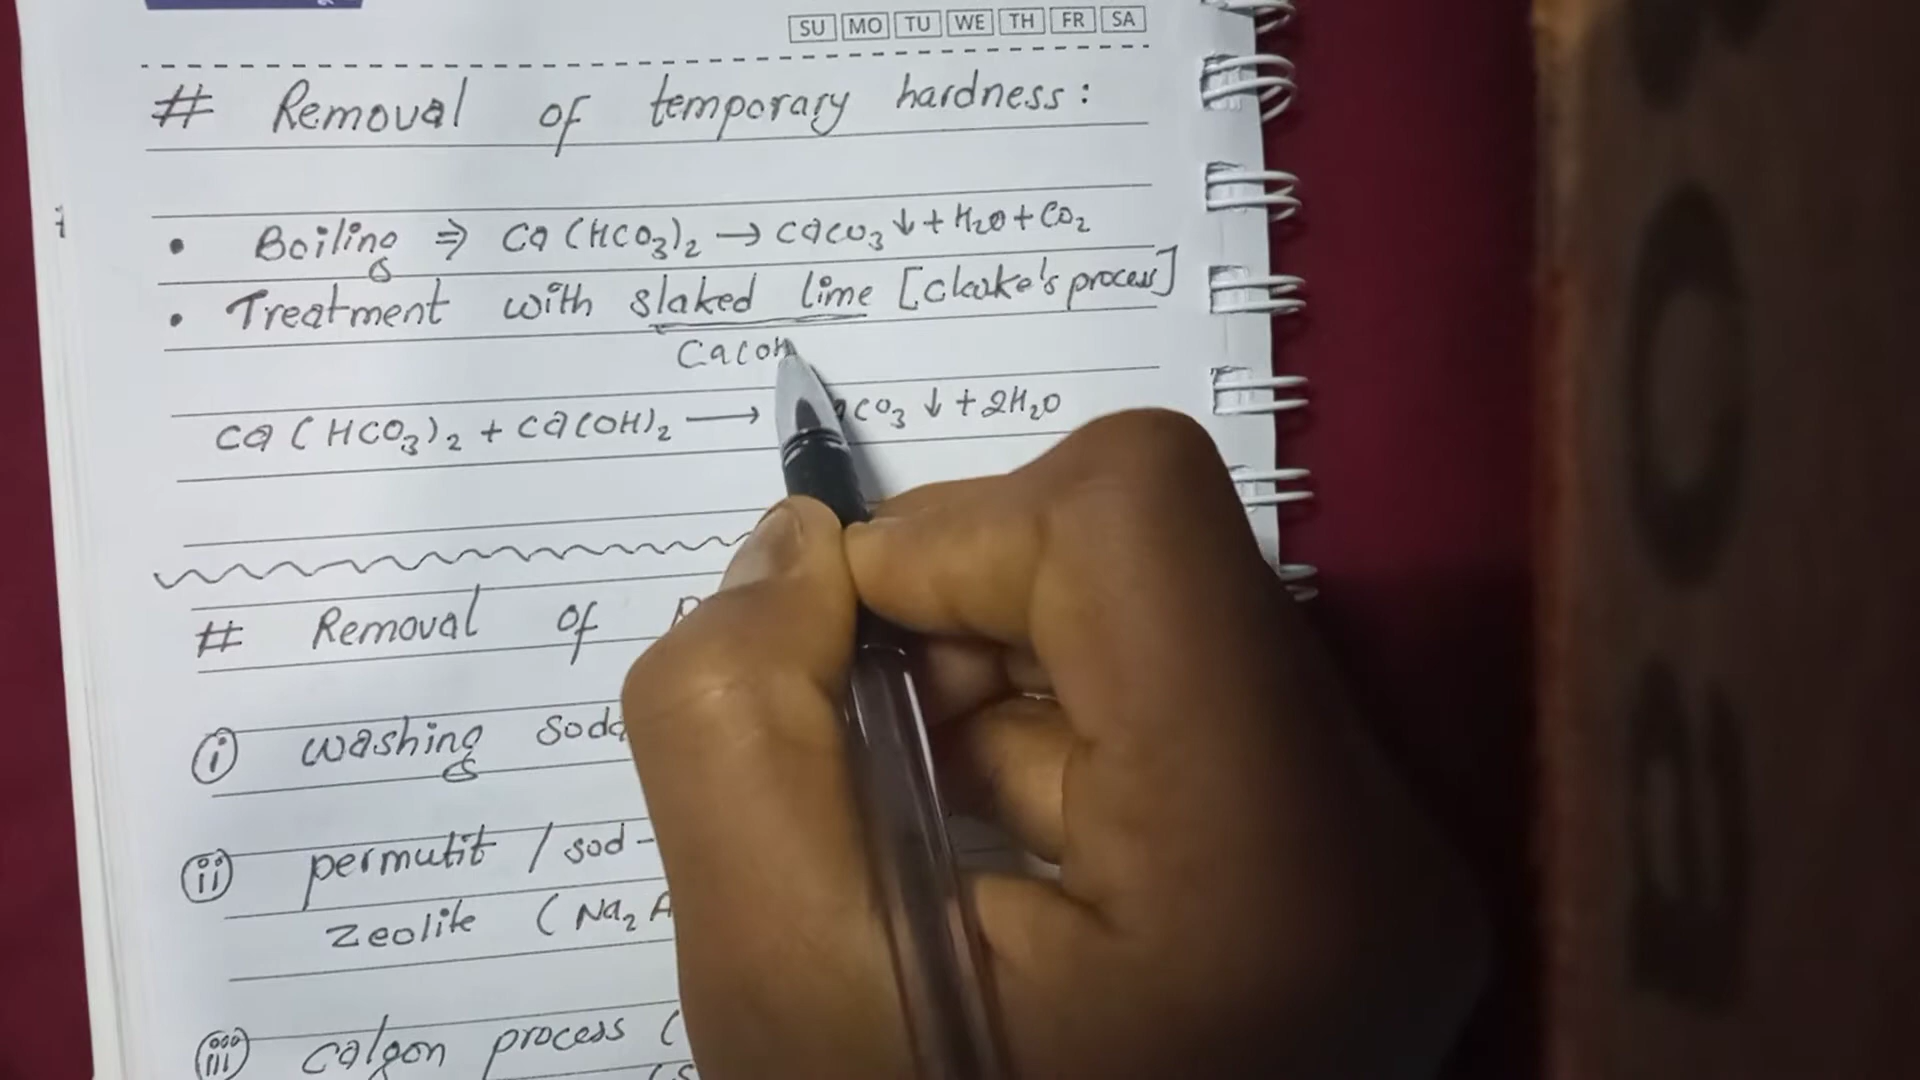 SU MO TU WE TH FR SA
# Removal of temporary hardness:
• Boiling ⇒ Ca(HCO₃)₂ → CaCO₃↓ + H₂O + CO₂
• Treatment with slaked lime [Clarke's process]
Ca(OH
Ca(HCO₃)₂ + Ca(OH)₂ ⟶ CO₃↓ + 2H₂O
# Removal of
(i) washing soda
(ii) permutit / sod-
zeolite (Na₂A
(iii) calgon process (